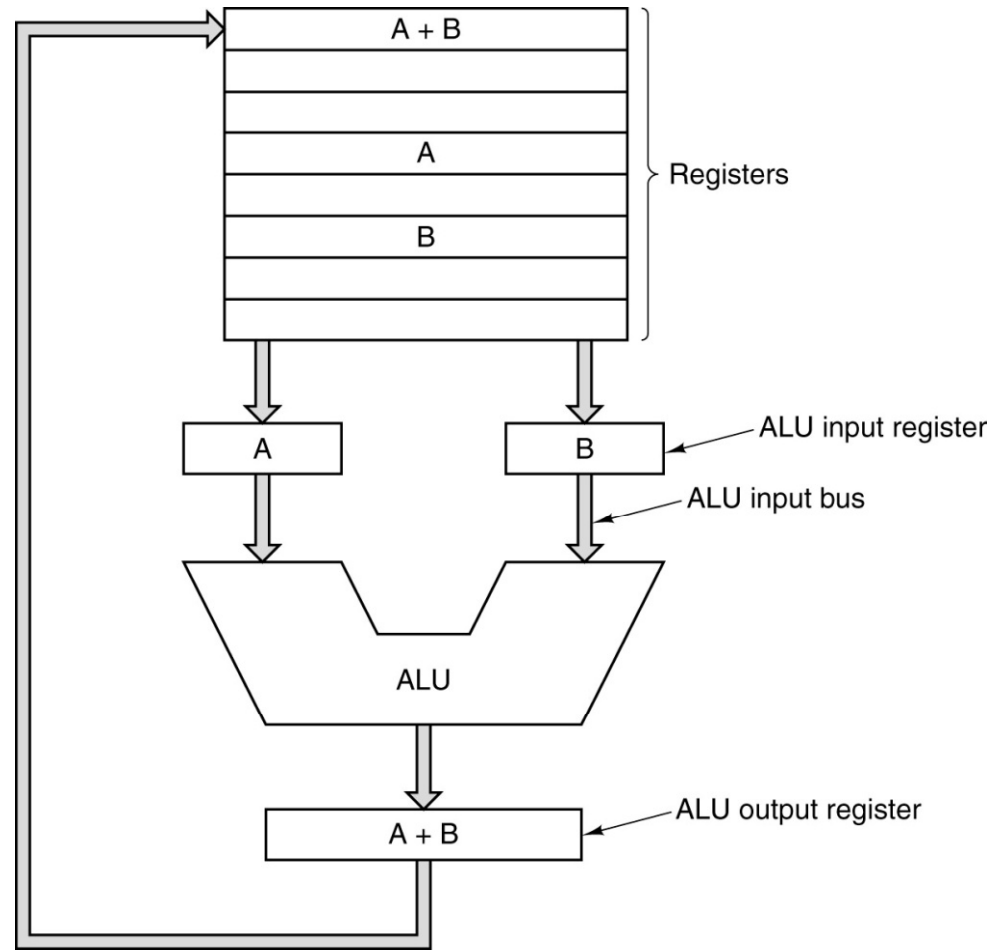 A + B
A
Registers
B
A
B
ALU input register
ALU input bus
ALU
A + B
ALU output register